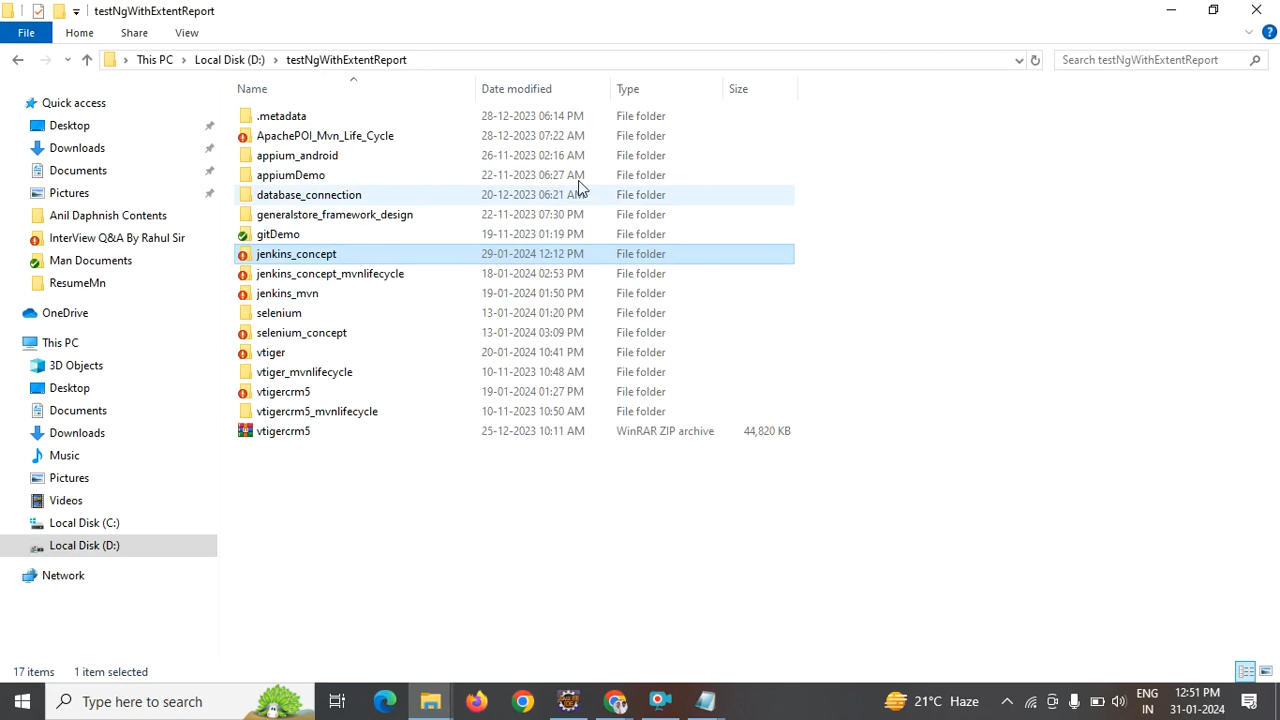 testNgWithExtentReport
File Home Share View
This PC Local Disk (D:) testNgWithExtentReport Search testNgWithExtentReport
Name Date modified Type Size
Quick access
Desktop
Downloads
Documents
Pictures
Anil Daphnish Contents
InterView Q&A By Rahul Sir
Man Documents
ResumeMn
OneDrive
This PC
3D Objects
Desktop
Documents
Downloads
Music
Pictures
Videos
Local Disk (C:)
Local Disk (D:)
Network
.metadata 28-12-2023 06:14 PM File folder
ApachePOI_Mvn_Life_Cycle 28-12-2023 07:22 AM File folder
appium_android 26-11-2023 02:16 AM File folder
appiumDemo 22-11-2023 06:27 AM File folder
database_connection 20-12-2023 06:21 AM File folder
generalstore_framework_design 22-11-2023 07:30 PM File folder
gitDemo 19-11-2023 01:19 PM File folder
jenkins_concept 29-01-2024 12:12 PM File folder
jenkins_concept_mvnlifecycle 18-01-2024 02:53 PM File folder
jenkins_mvn 19-01-2024 01:50 PM File folder
selenium 13-01-2024 01:20 PM File folder
selenium_concept 13-01-2024 03:09 PM File folder
vtiger 20-01-2024 10:41 PM File folder
vtiger_mvnlifecycle 10-11-2023 10:48 AM File folder
vtigercrm5 19-01-2024 01:27 PM File folder
vtigercrm5_mvnlifecycle 10-11-2023 10:50 AM File folder
vtigercrm5 25-12-2023 10:11 AM WinRAR ZIP archive 44,820 KB
17 items 1 item selected
Type here to search
21°C Haze
ENG
IN
12:51 PM
31-01-2024